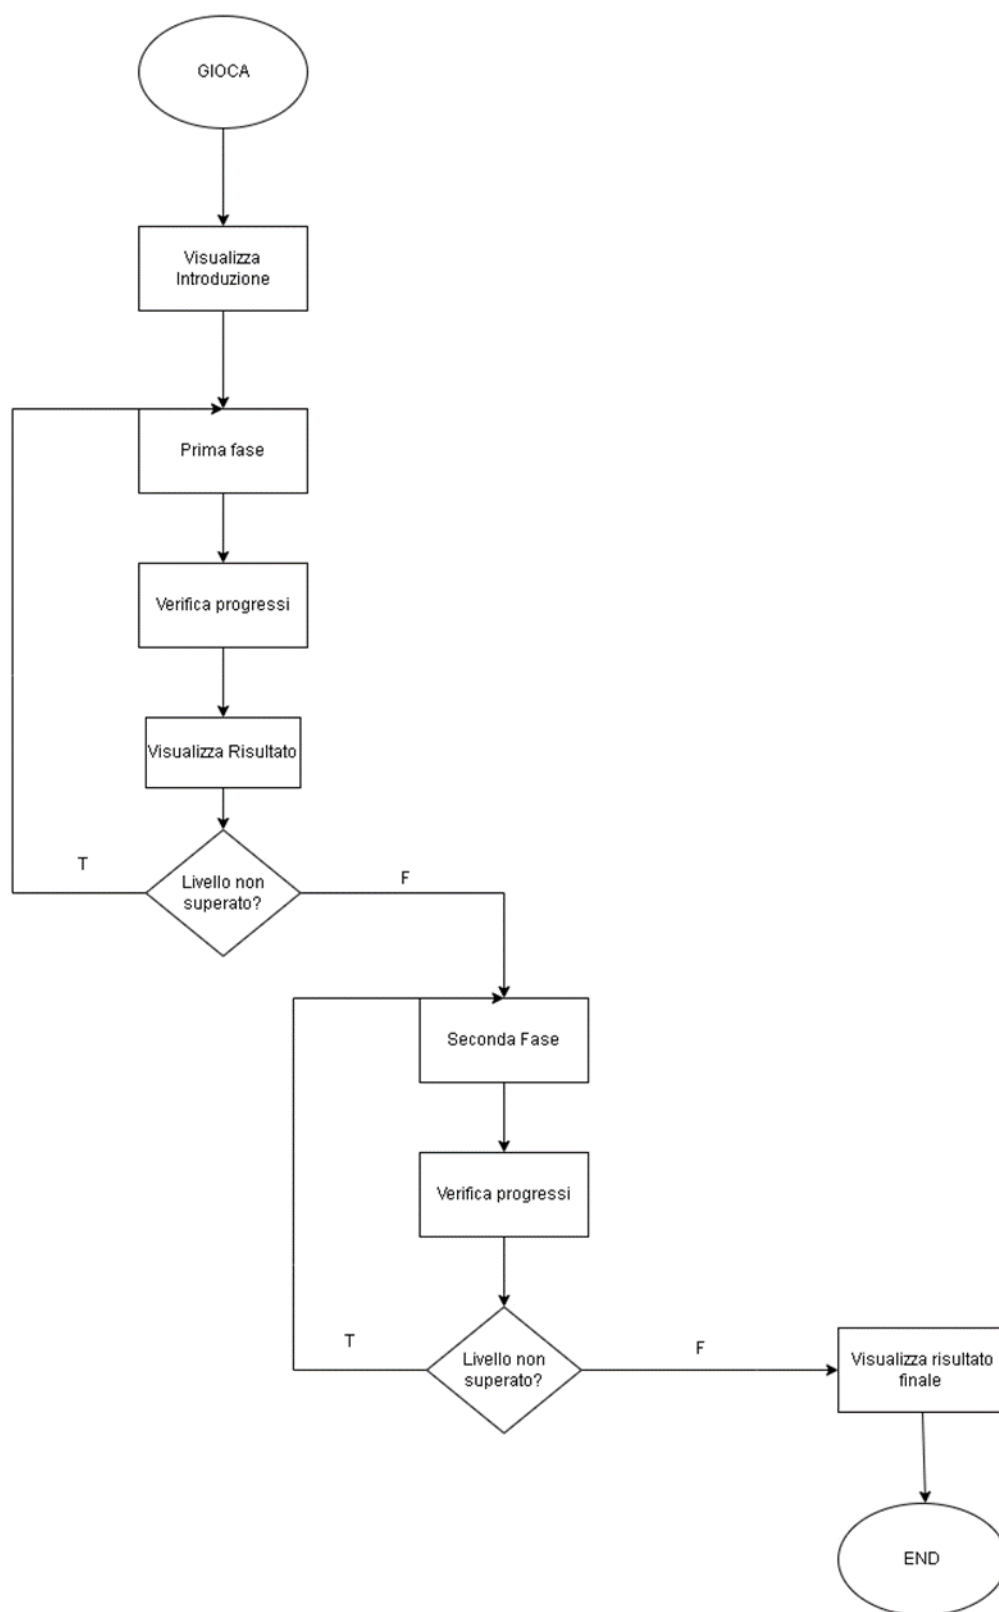 GIOCA
Visualizza
Introduzione
Prima fase
Verifica progressi
Visualizza Risultato
Livello non
superato?
T
F
Seconda Fase
Verifica progressi
Livello non
superato?
T
F
Visualizza risultato
finale
END